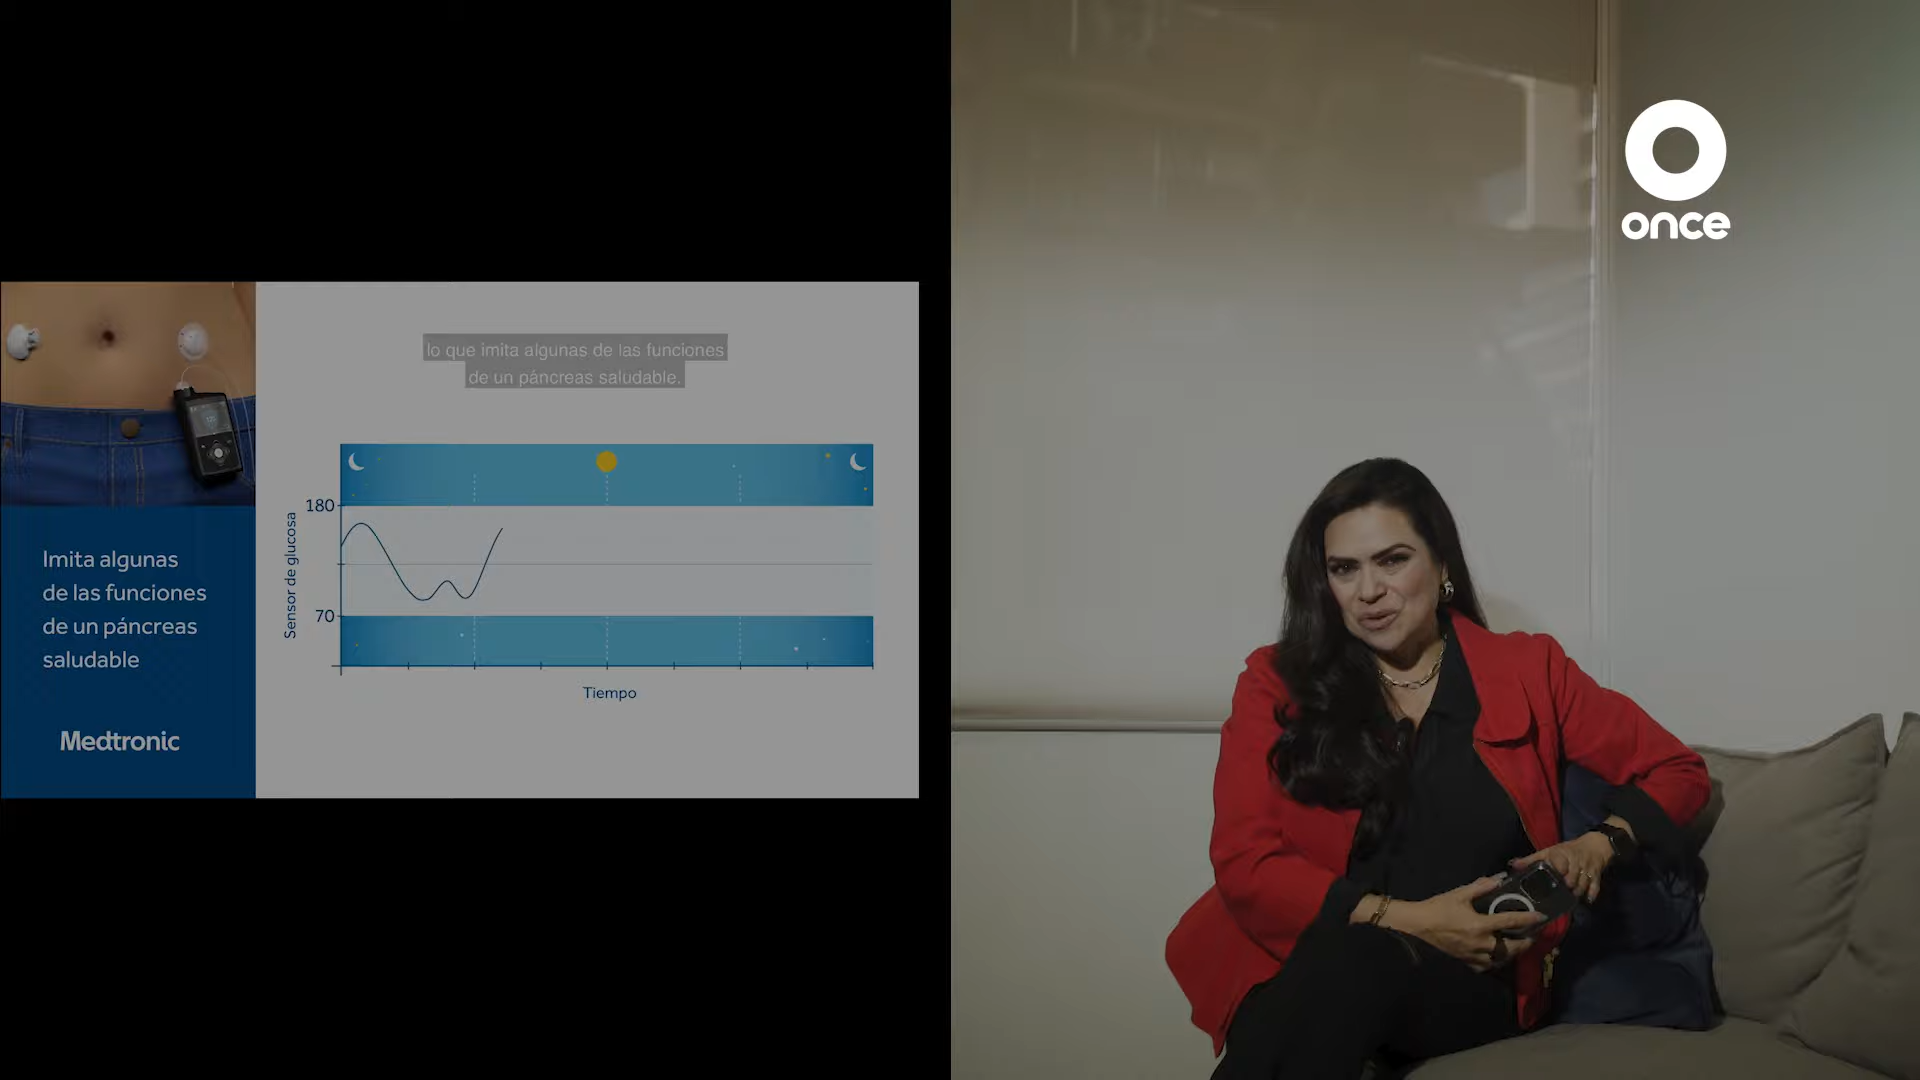 once
lo que imita algunas de las funciones
de un páncreas saludable.
180
70
Sensor de glucosa
Tiempo
Imita algunas
de las funciones
de un páncreas
saludable
Medtronic